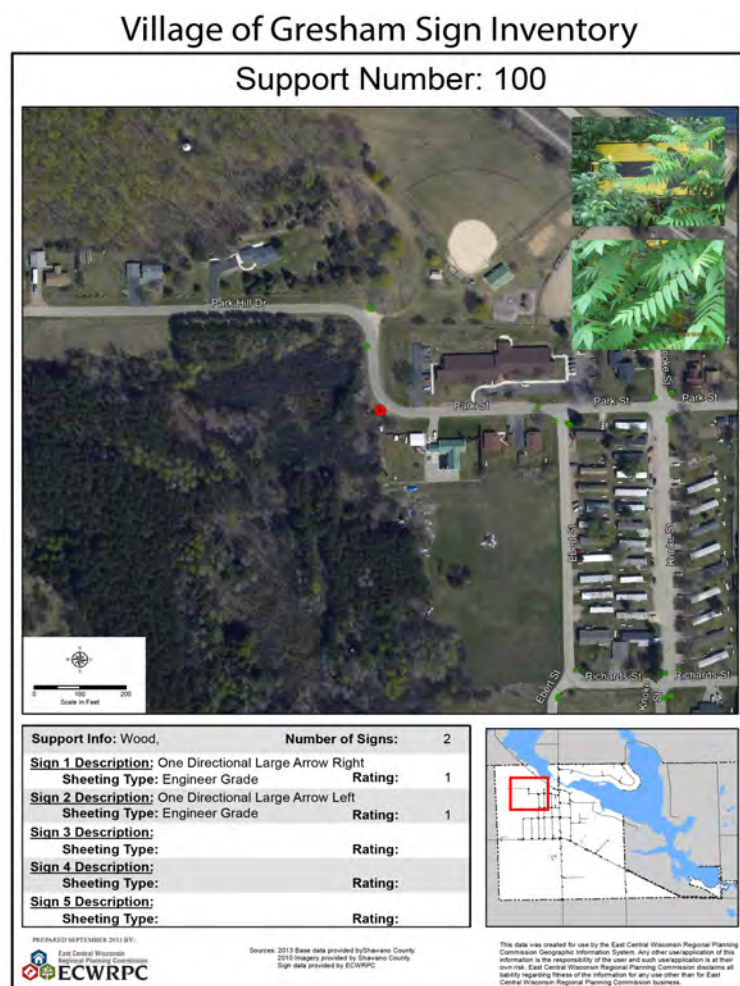 Village of Gresham Sign Inventory
Support Number: 100
Park Hill Dr
Park St
Park St
Park St
Knoke St
Ebert St
Knoke St
Richards St
Richards St
Ebert St
Knoke St
0 100 200
Scale in Feet
Support Info: Wood, Number of Signs: 2
Sign 1 Description: One Directional Large Arrow Right
Sheeting Type: Engineer Grade Rating: 1
Sign 2 Description: One Directional Large Arrow Left
Sheeting Type: Engineer Grade Rating: 1
Sign 3 Description:
Sheeting Type: Rating:
Sign 4 Description:
Sheeting Type: Rating:
Sign 5 Description:
Sheeting Type: Rating:
PREPARED SEPTEMBER 2013 BY:
East Central Wisconsin
Regional Planning Commission
ECWRPC
Sources: 2013 Base data provided byShawano County.
2010 Imagery provided by Shawano County.
Sign data provided by ECWRPC
This data was created for use by the East Central Wisconsin Regional Planning
Commission Geographic Information System. Any other use/application of this
information is the responsibility of the user and such use/application is at their
own risk. East Central Wisconsin Regional Planning Commission disclaims all
liability regarding fitness of the information for any use other than for East
Central Wisconsin Regional Planning Commission business.